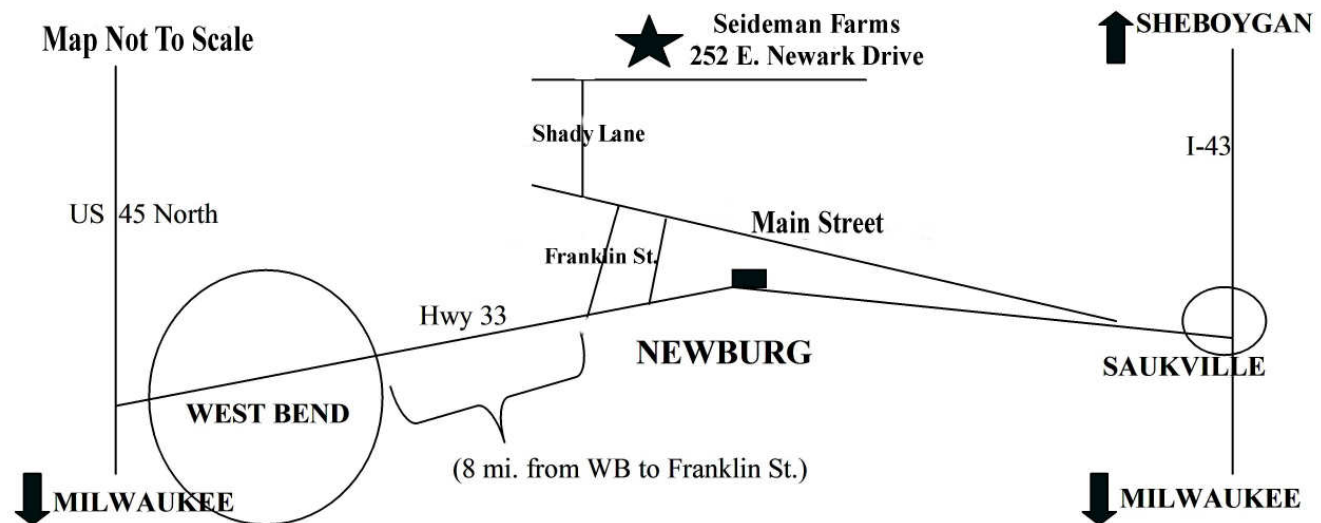 Map Not To Scale
Seideman Farms
252 E. Newark Drive
SHEBOYGAN
Shady Lane
I-43
US 45 North
Main Street
Franklin St.
Hwy 33
NEWBURG
SAUKVILLE
WEST BEND
(8 mi. from WB to Franklin St.)
MILWAUKEE
MILWAUKEE